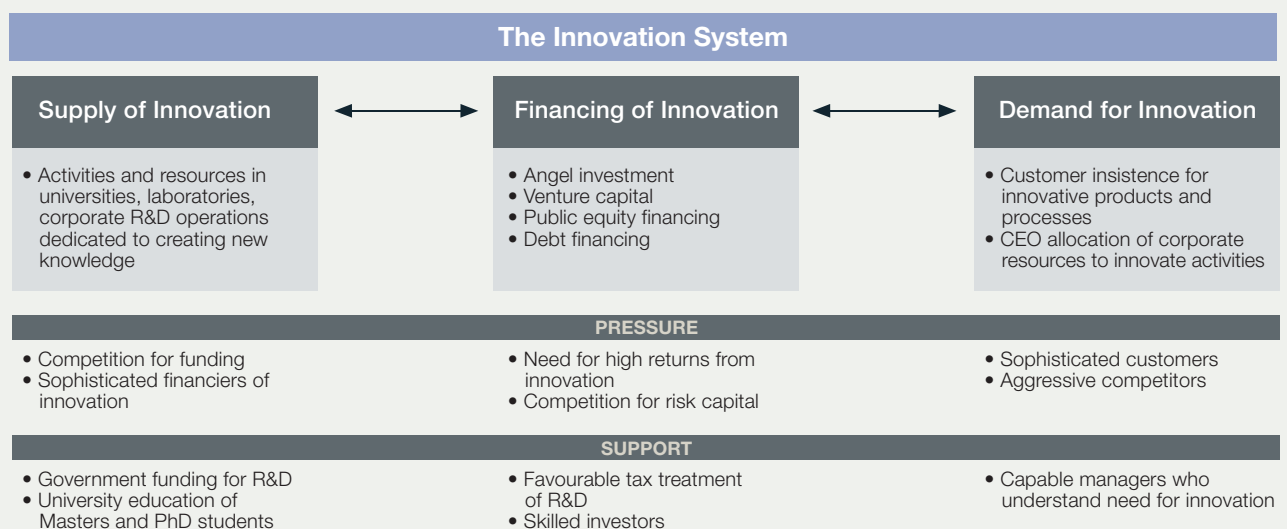 The Innovation System
Supply of Innovation
• Activities and resources in
universities, laboratories,
corporate R&D operations
dedicated to creating new
knowledge
Financing of Innovation
• Angel investment
• Venture capital
• Public equity financing
• Debt financing
Demand for Innovation
• Customer insistence for
innovative products and
processes
• CEO allocation of corporate
resources to innovate activities
PRESSURE
• Competition for funding
• Sophisticated financiers of
innovation
• Need for high returns from
innovation
• Competition for risk capital
• Sophisticated customers
• Aggressive competitors
SUPPORT
• Government funding for R&D
• University education of
Masters and PhD students
• Favourable tax treatment
of R&D
• Skilled investors
• Capable managers who
understand need for innovation